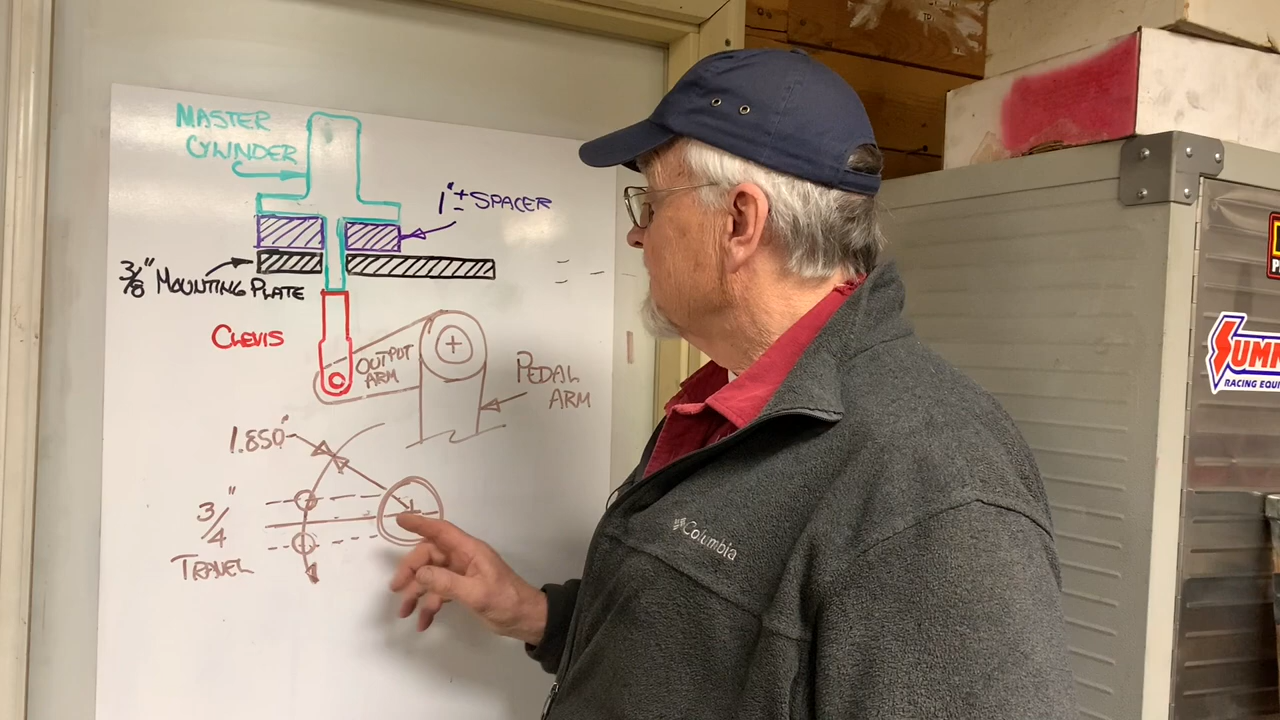 MASTER
CYLINDER
1" ± SPACER
3/8" MOUNTING PLATE
CLEVIS
OUTPUT
ARM
PEDAL
ARM
1.850"
3/4"
TRAVEL
Columbia
SUMM
RACING EQUI